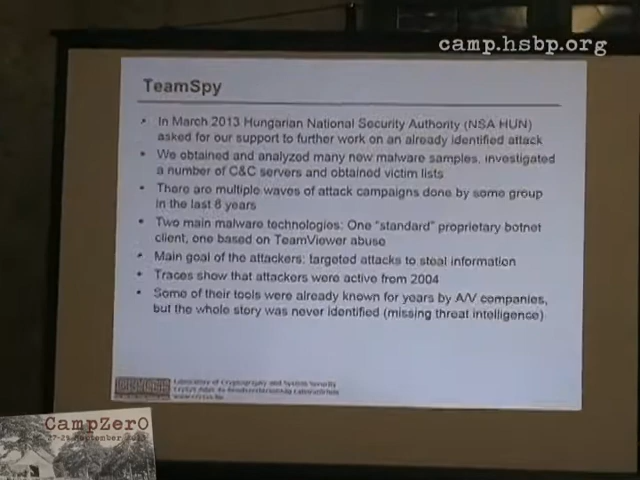 camp.hsbp.org
TeamSpy
• In March 2013 Hungarian National Security Authority (NSA HUN)
asked for our support to further work on an already identified attack
• We obtained and analyzed many new malware samples, investigated
a number of C&C servers and obtained victim lists
• There are multiple waves of attack campaigns done by some group
in the last 8 years
• Two main malware technologies: One "standard" proprietary botnet
client, one based on TeamViewer abuse
• Main goal of the attackers: targeted attacks to steal information
• Traces show that attackers were active from 2004
• Some of their tools were already known for years by A/V companies,
but the whole story was never identified (missing threat intelligence)
Laboratory of Cryptography and System Security
CampZer0
September